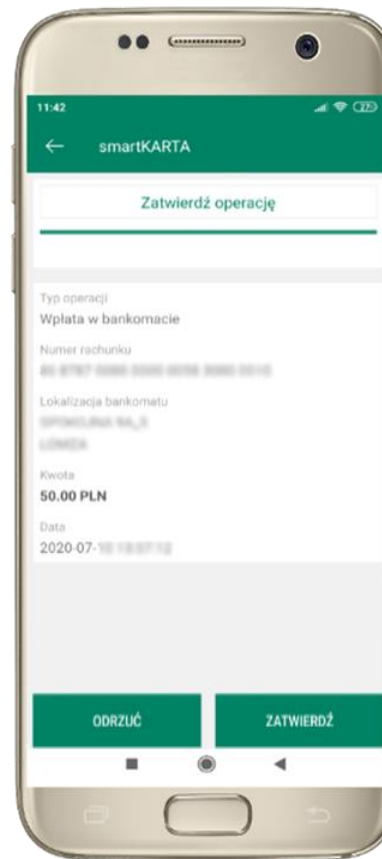 11:42
27
smartKARTA
Zatwierdź operację
Typ operacji
Wpłata w bankomacie
Numer rachunku
Lokalizacja bankomatu
Kwota
50.00 PLN
Data
2020-07-
ODRZUĆ
ZATWIERDŹ